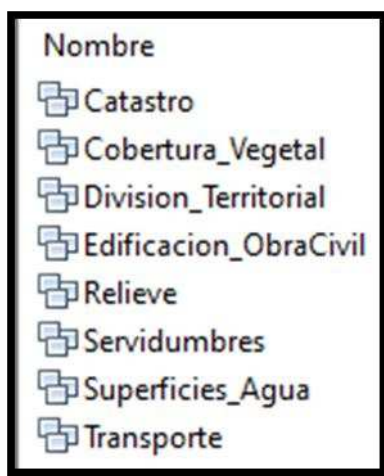 Nombre
Catastro
Cobertura_Vegetal
Division_Territorial
Edificacion_ObraCivil
Relieve
Servidumbres
Superficies_Agua
Transporte